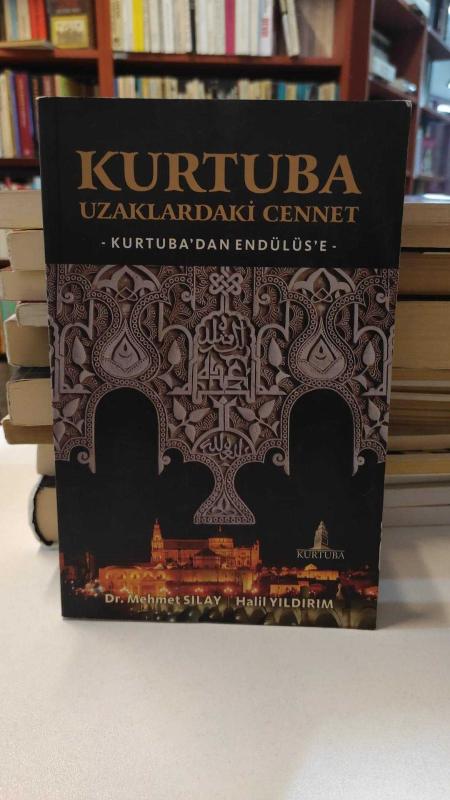 KURTUBA
UZAKLARDAKİ CENNET
- KURTUBA'DAN ENDÜLÜS'E -
KURTUBA
Dr. Mehmet SILAY Halil YILDIRIM